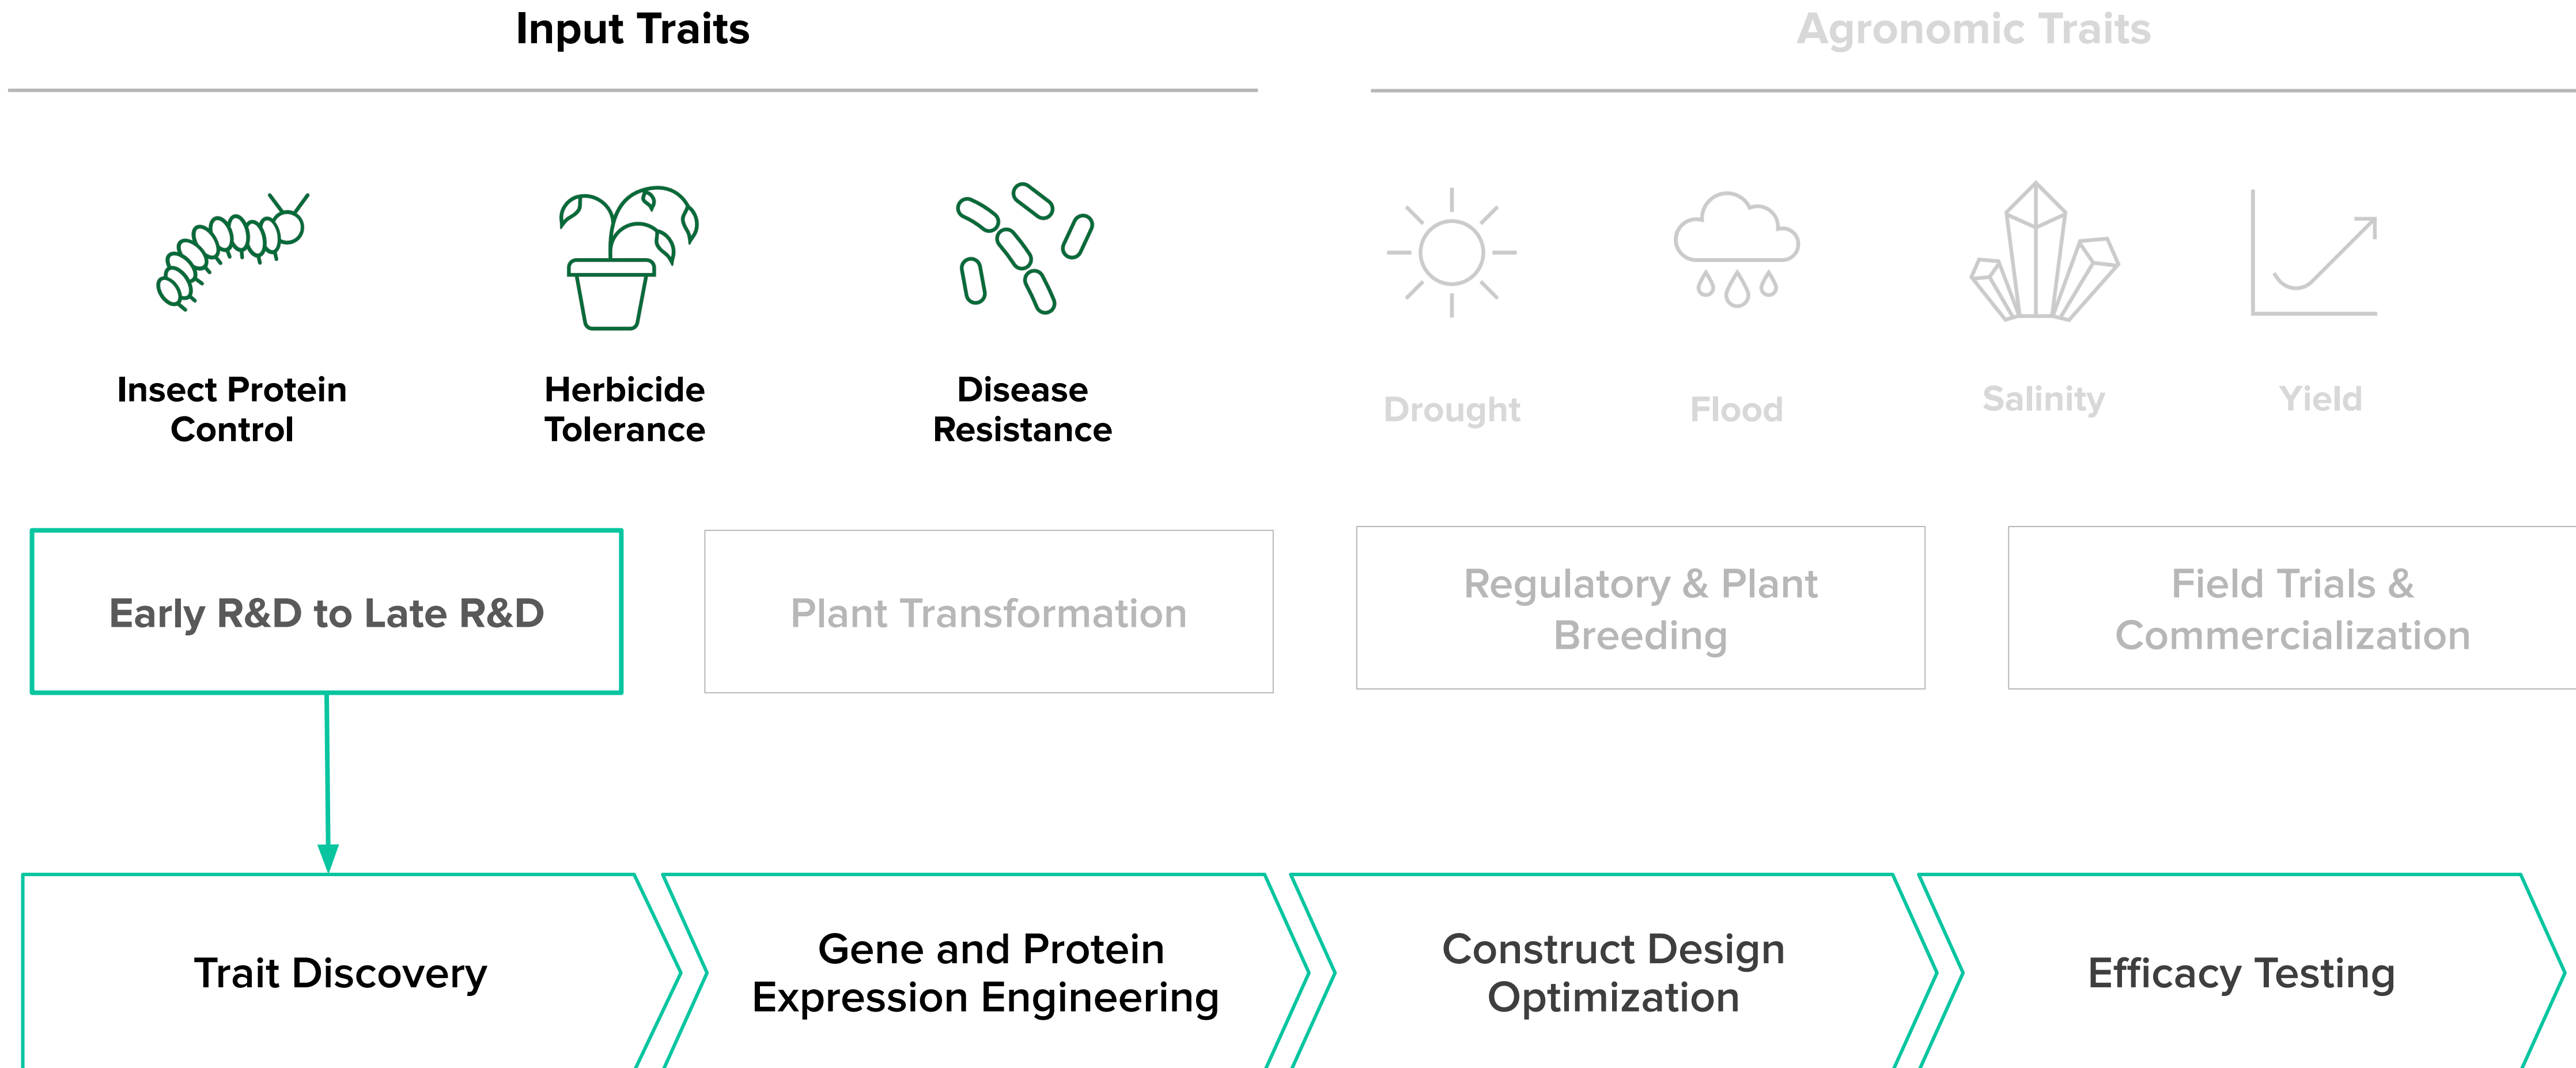 Input Traits
Agronomic Traits
Insect Protein
Control
Herbicide
Tolerance
Disease
Resistance
Drought
Flood
Salinity
Yield
Early R&D to Late R&D
Plant Transformation
Regulatory & Plant
Breeding
Field Trials &
Commercialization
Trait Discovery
Gene and Protein
Expression Engineering
Construct Design
Optimization
Efficacy Testing